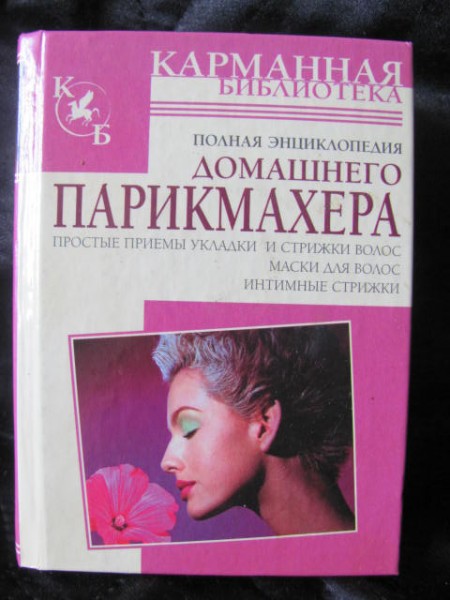 КАРМАННАЯ
БИБЛИОТЕКА
К
Б
ПОЛНАЯ ЭНЦИКЛОПЕДИЯ
ДОМАШНЕГО
ПАРИКМАХЕРА
ПРОСТЫЕ ПРИЕМЫ УКЛАДКИ И СТРИЖКИ ВОЛОС
МАСКИ ДЛЯ ВОЛОС
ИНТИМНЫЕ СТРИЖКИ